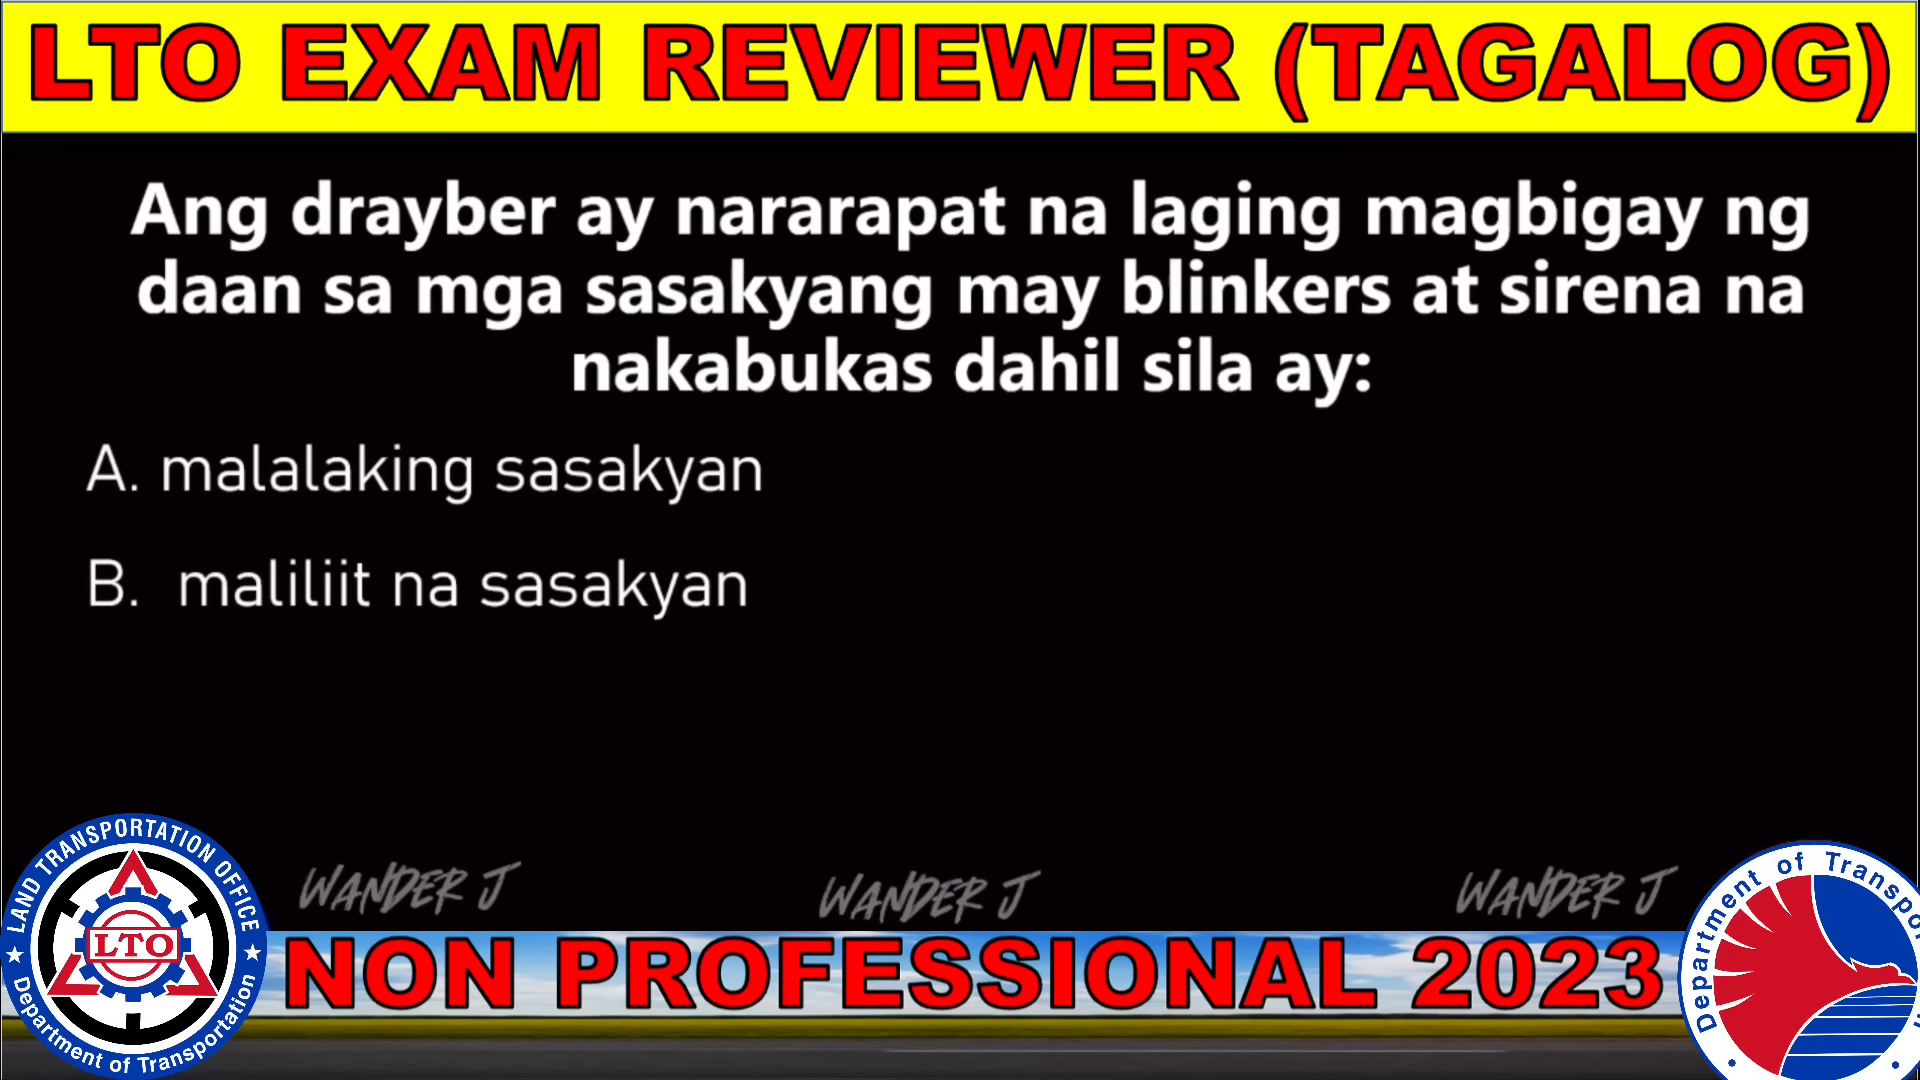 LTO EXAM REVIEWER (TAGALOG)
Ang drayber ay nararapat na laging magbigay ng
daan sa mga sasakyang may blinkers at sirena na
nakabukas dahil sila ay:
A. malalaking sasakyan
B. maliliit na sasakyan
WANDER J
WANDER J
WANDER J
LAND TRANSPORTATION OFFICE
LTO
Department of Transportation
NON PROFESSIONAL 2023
Department of